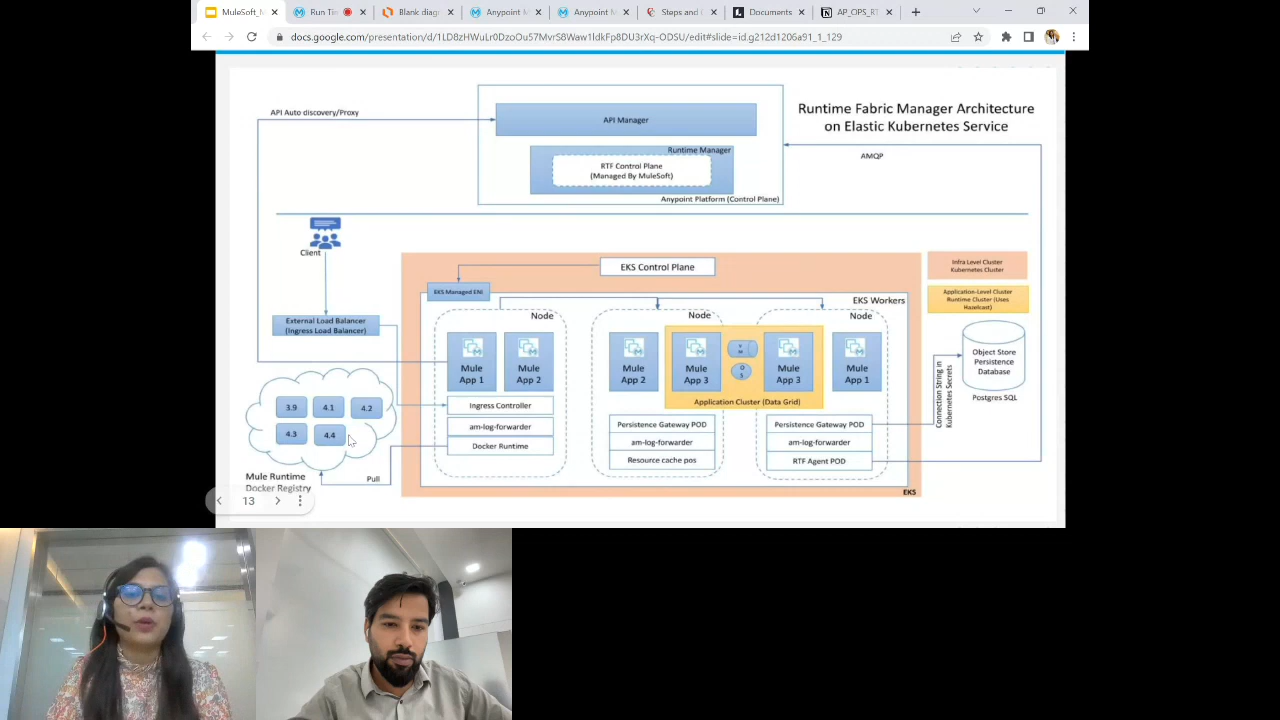 MuleSoft_M
Run Tim
Blank diag
Anypoint M
Anypoint M
Steps and
Documents
AP_OPS_RT
docs.google.com/presentation/d/1LD8zHWuLr0DzoOu57MvrS8Waw1ldkFp8DU3rXq-ODSU/edit#slide=id.g212d1206a91_1_129
API Auto discovery/Proxy
API Manager
Runtime Fabric Manager Architecture
on Elastic Kubernetes Service
Runtime Manager
RTF Control Plane
(Managed By MuleSoft)
AMQP
Anypoint Platform (Control Plane)
Client
EKS Control Plane
Infra Level Cluster
Kubernetes Cluster
EKS Managed ENI
EKS Workers
Application-Level Cluster
Runtime Cluster (Uses
Hazelcast)
External Load Balancer
(Ingress Load Balancer)
Node
Node
Node
Mule
App 1
Mule
App 2
Mule
App 2
Mule
App 3
V
M
O
S
Mule
App 3
Mule
App 1
Object Store
Persistence
Database
Postgres SQL
Connection String in
Kubernetes Secrets
Application Cluster (Data Grid)
3.9
4.1
4.2
4.3
4.4
Ingress Controller
am-log-forwarder
Docker Runtime
Persistence Gateway POD
am-log-forwarder
Resource cache pos
Persistence Gateway POD
am-log-forwarder
RTF Agent POD
Mule Runtime
Docker Registry
Pull
EKS
13